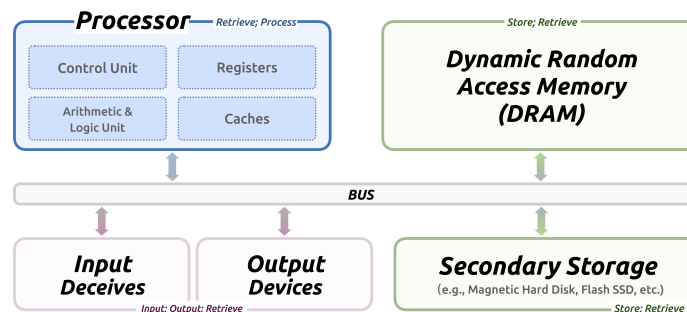 Processor
Retrieve; Process
Control Unit
Registers
Arithmetic &
Logic Unit
Caches
Store; Retrieve
Dynamic Random
Access Memory
(DRAM)
BUS
Input
Deceives
Output
Devices
Input; Output; Retrieve
Secondary Storage
(e.g., Magnetic Hard Disk, Flash SSD, etc.)
Store; Retrieve